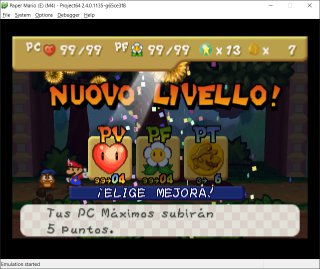 Paper Mario (E) (M4) - Project64 2.4.0.1135-g65ce3f8
File System Options Debugger Help
PC 99/99 PF 99/99 x 13 x 7
NUOVO LIVELLO!
PV PF PT
¡ELIGE MEJORA!
Tus PC Máximos subirán
5 puntos.
Emulation started